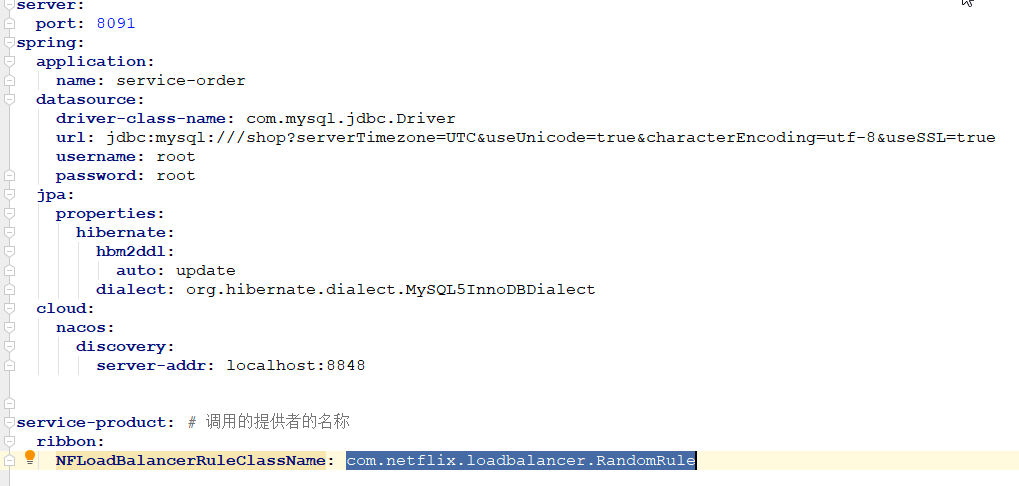 server:
  port: 8091
spring:
  application:
    name: service-order
  datasource:
    driver-class-name: com.mysql.jdbc.Driver
    url: jdbc:mysql:///shop?serverTimezone=UTC&useUnicode=true&characterEncoding=utf-8&useSSL=true
    username: root
    password: root
  jpa:
    properties:
      hibernate:
        hbm2ddl:
          auto: update
        dialect: org.hibernate.dialect.MySQL5InnoDBDialect
  cloud:
    nacos:
      discovery:
        server-addr: localhost:8848
service-product: # 调用的提供者的名称
  ribbon:
    NFLoadBalancerRuleClassName: com.netflix.loadbalancer.RandomRule